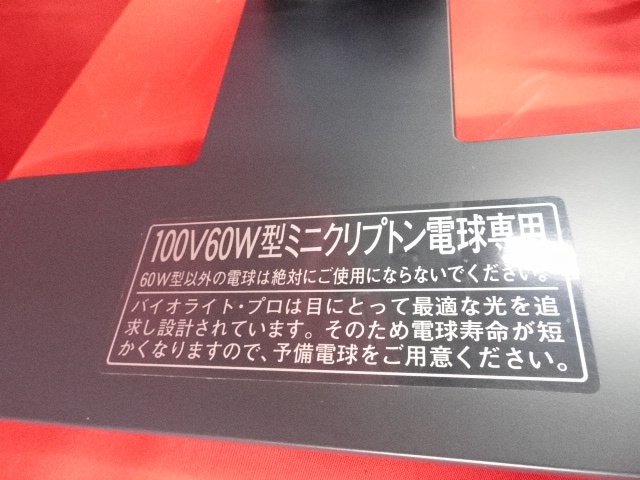 100V60W型ミニクリプトン電球専用
60W型以外の電球は絶対にご使用にならないでください。
バイオライト・プロは目にとって最適な光を追
求し設計されています。そのため電球寿命が短
かくなりますので、予備電球をご用意ください。